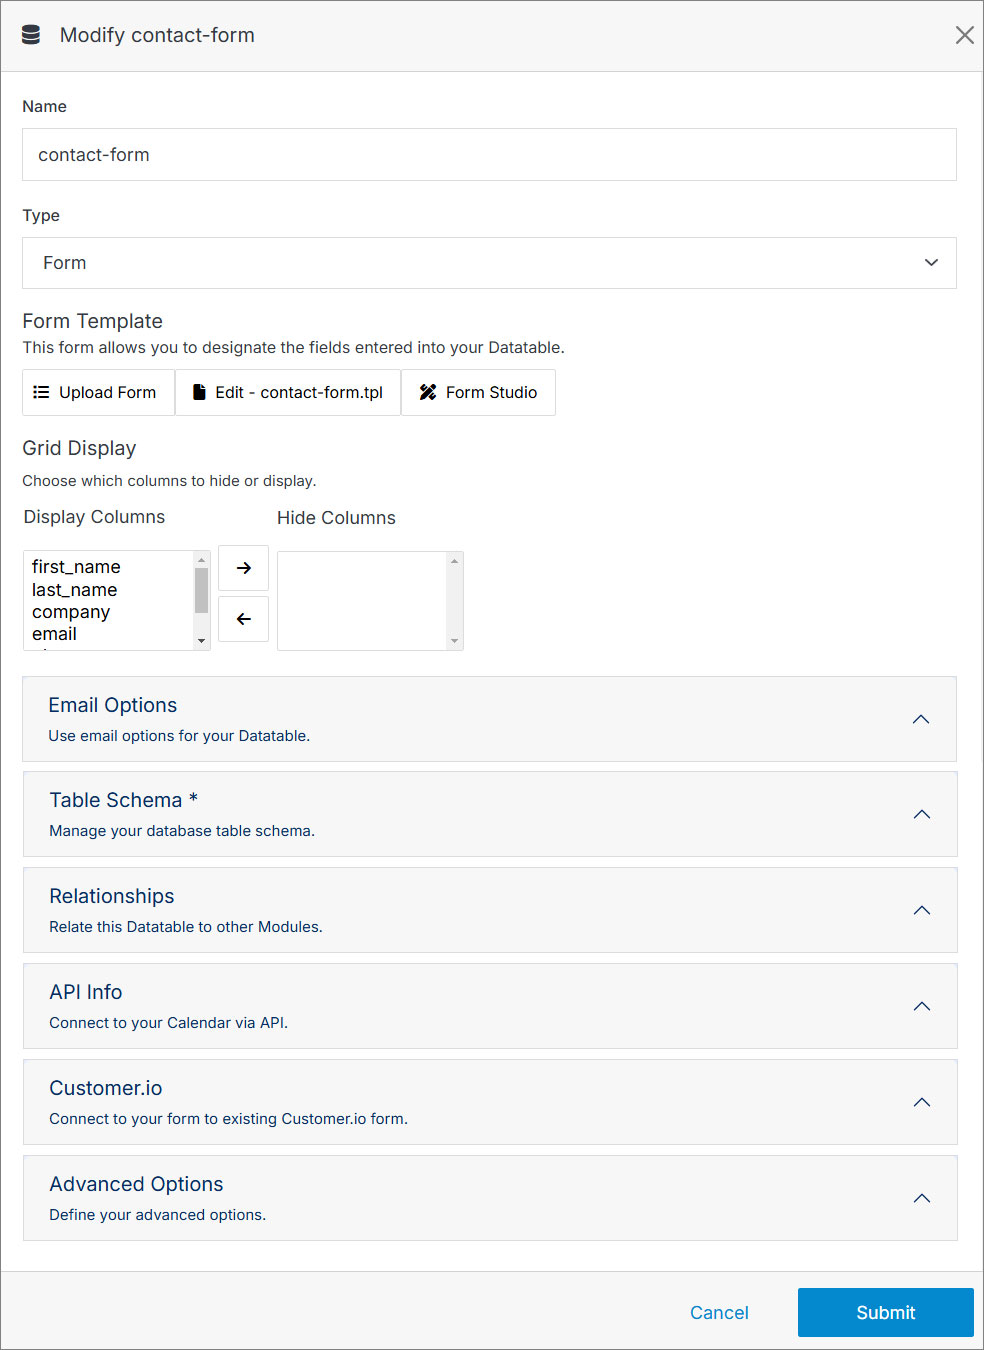 Modify contact-form
Name
contact-form
Type
Form
Form Template
This form allows you to designate the fields entered into your Datatable.
Upload Form
Edit - contact-form.tpl
Form Studio
Grid Display
Choose which columns to hide or display.
Display Columns
Hide Columns
first_name
last_name
company
email
Email Options
Use email options for your Datatable.
Table Schema *
Manage your database table schema.
Relationships
Relate this Datatable to other Modules.
API Info
Connect to your Calendar via API.
Customer.io
Connect to your form to existing Customer.io form.
Advanced Options
Define your advanced options.
Cancel
Submit